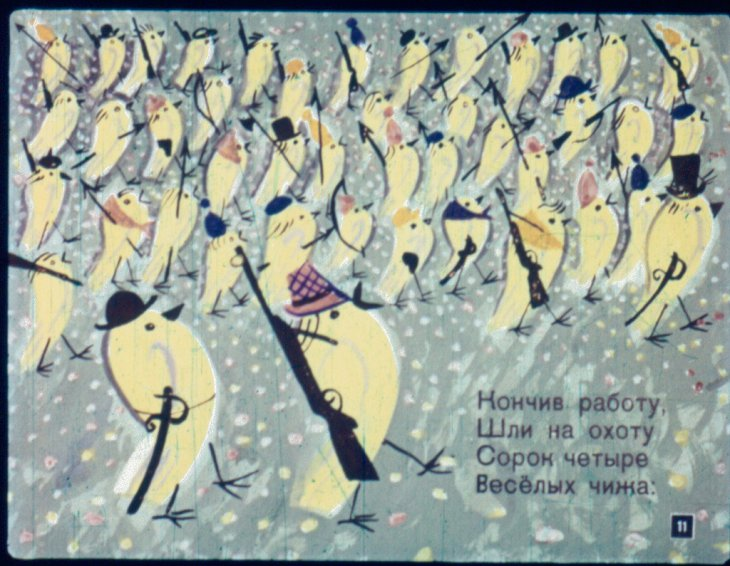 Кончив работу,
Шли на охоту
Сорок четыре
Весёлых чижа:
11